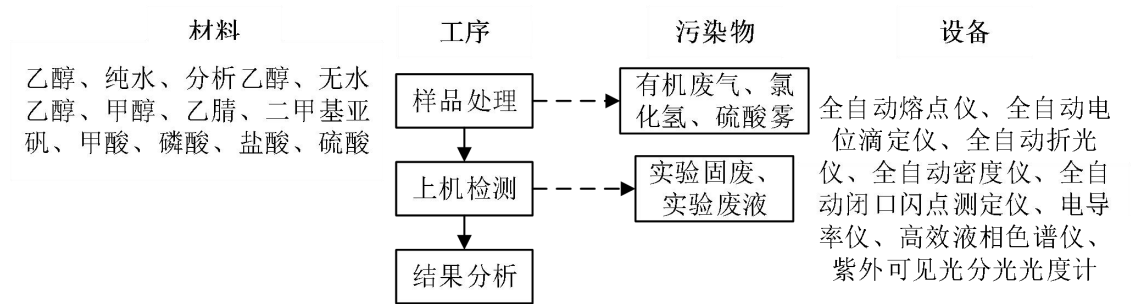 材料
工序
污染物
设备
乙醇、纯水、分析乙醇、无水
乙醇、甲醇、乙腈、二甲基亚
矾、甲酸、磷酸、盐酸、硫酸
样品处理
上机检测
结果分析
有机废气、氯
化氢、硫酸雾
实验固废、
实验废液
全自动熔点仪、全自动电
位滴定仪、全自动折光
仪、全自动密度仪、全自
动闭口闪点测定仪、电导
率仪、高效液相色谱仪、
紫外可见光分光光度计